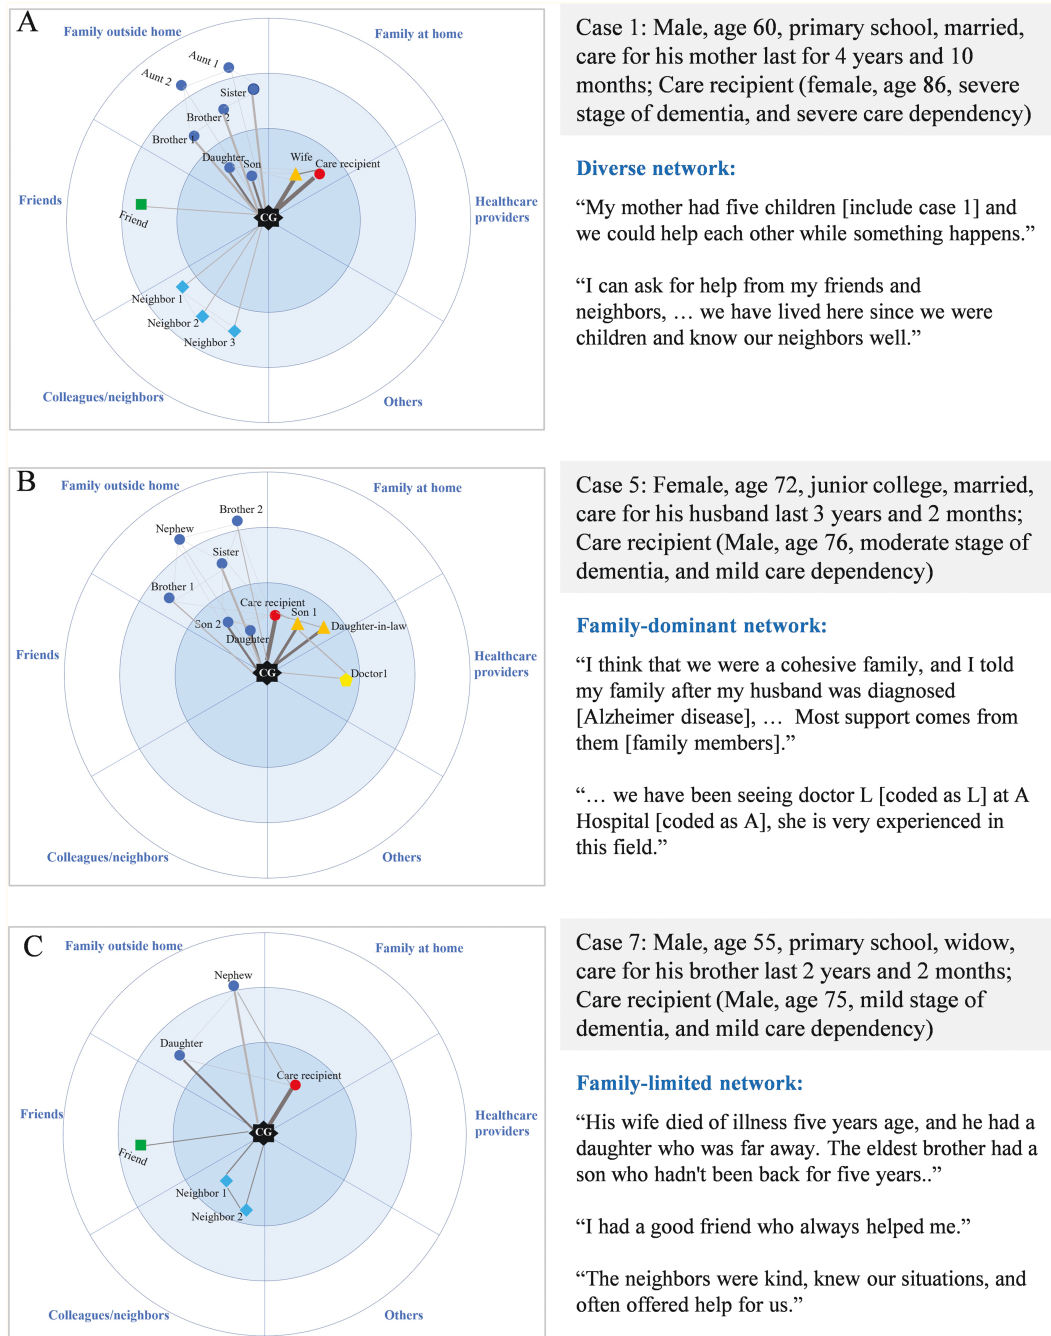 A
Family outside home
Family at home
Aunt 1
Aunt 2
Sister
Brother 2
Brother 1
Daughter
Son
Wife
Care recipient
Friends
Healthcare
providers
Friend
CG
Neighbor 1
Neighbor 2
Neighbor 3
Colleagues/neighbors
Others
Case 1: Male, age 60, primary school, married,
care for his mother last for 4 years and 10
months; Care recipient (female, age 86, severe
stage of dementia, and severe care dependency)
Diverse network:
“My mother had five children [include case 1] and
we could help each other while something happens.”
“I can ask for help from my friends and
neighbors, … we have lived here since we were
children and know our neighbors well.”
B
Family outside home
Family at home
Brother 2
Nephew
Sister
Brother 1
Care recipient
Son 1
Son 2
Daughter
Daughter-in-law
Friends
Healthcare
providers
CG
Doctor1
Colleagues/neighbors
Others
Case 5: Female, age 72, junior college, married,
care for his husband last 3 years and 2 months;
Care recipient (Male, age 76, moderate stage of
dementia, and mild care dependency)
Family-dominant network:
“I think that we were a cohesive family, and I told
my family after my husband was diagnosed
[Alzheimer disease], … Most support comes from
them [family members].”
“… we have been seeing doctor L [coded as L] at A
Hospital [coded as A], she is very experienced in
this field.”
C
Family outside home
Family at home
Nephew
Daughter
Care recipient
Friends
Healthcare
providers
CG
Friend
Neighbor 1
Neighbor 2
Colleagues/neighbors
Others
Case 7: Male, age 55, primary school, widow,
care for his brother last 2 years and 2 months;
Care recipient (Male, age 75, mild stage of
dementia, and mild care dependency)
Family-limited network:
“His wife died of illness five years age, and he had a
daughter who was far away. The eldest brother had a
son who hadn't been back for five years..”
“I had a good friend who always helped me.”
“The neighbors were kind, knew our situations, and
often offered help for us.”